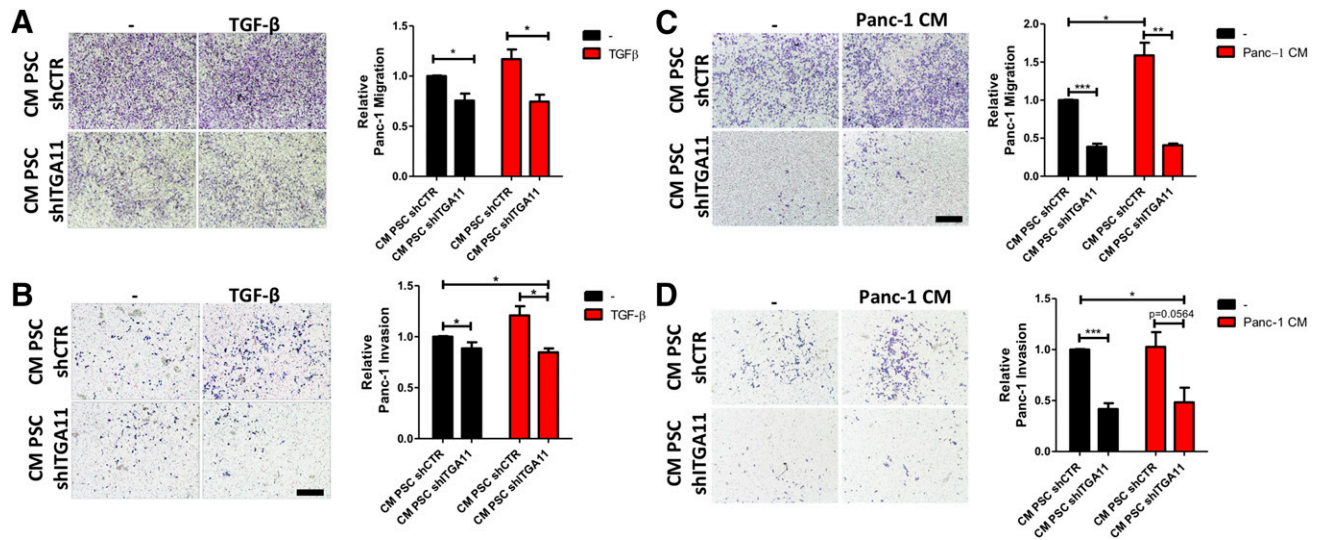 A
-
TGF-β
CM PSC
shCTR
CM PSC
shITGA11
Relative
Panc-1 Migration
1.5
1.0
0.5
0.0
*
*
-
TGFβ
CM PSC shCTR
CM PSC shITGA11
CM PSC shCTR
CM PSC shITGA11
C
-
Panc-1 CM
CM PSC
shCTR
CM PSC
shITGA11
Relative
Panc-1 Migration
2.0
1.5
1.0
0.5
0.0
*
**
***
-
Panc-1 CM
CM PSC shCTR
CM PSC shITGA11
CM PSC shCTR
CM PSC shITGA11
B
-
TGF-β
CM PSC
shCTR
CM PSC
shITGA11
Relative
Panc-1 Invasion
1.5
1.0
0.5
0.0
*
*
*
-
TGF-β
CM PSC shCTR
CM PSC shITGA11
CM PSC shCTR
CM PSC shITGA11
D
-
Panc-1 CM
CM PSC
shCTR
CM PSC
shITGA11
Relative
Panc-1 Invasion
1.5
1.0
0.5
0.0
*
p=0.0564
***
-
Panc-1 CM
CM PSC shCTR
CM PSC shITGA11
CM PSC shCTR
CM PSC shITGA11